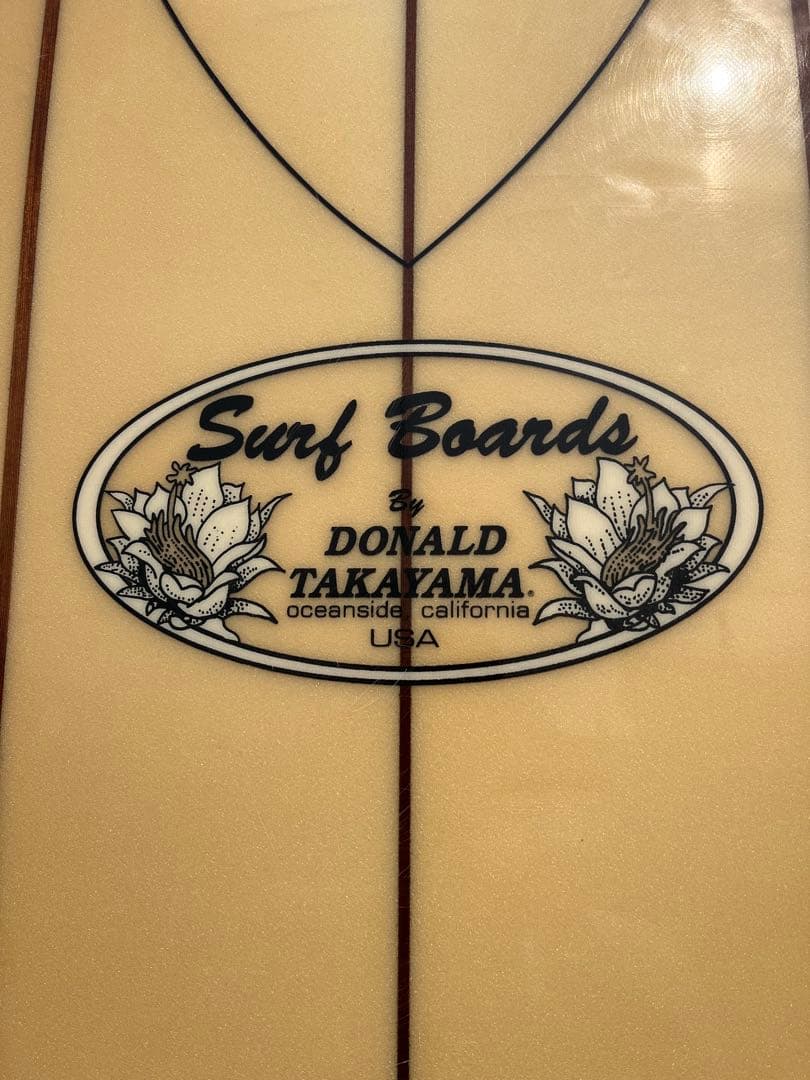 Surf Boards
By
DONALD
TAKAYAMA®
oceanside california
USA